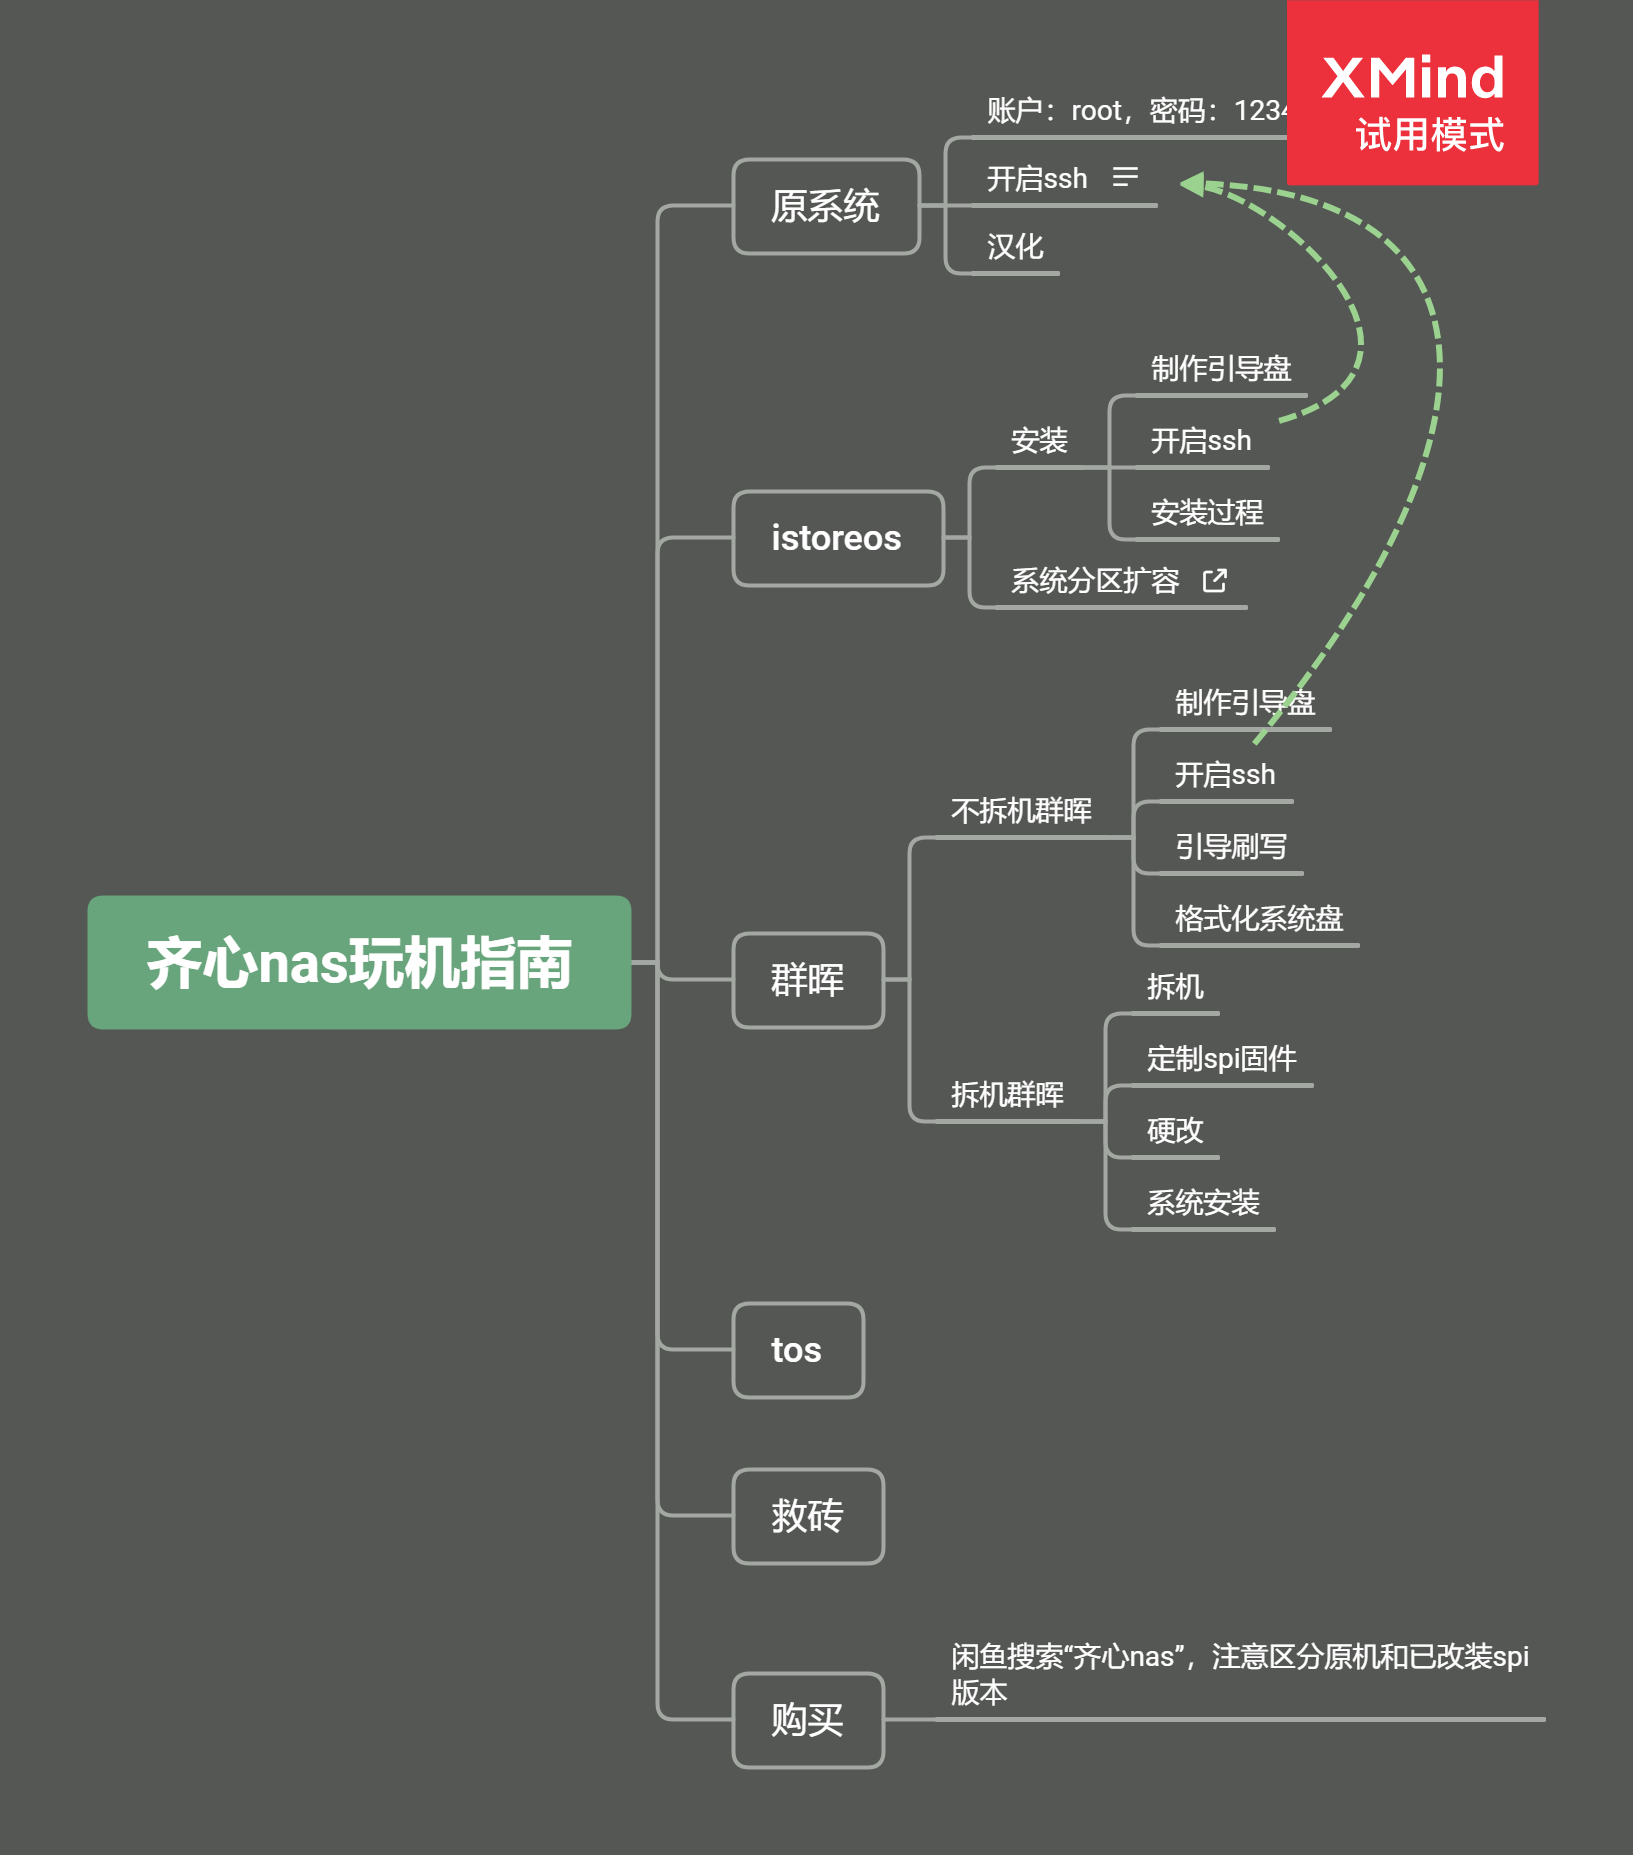 XMind
试用模式
账户：root，密码：1234
开启ssh
汉化
原系统
制作引导盘
开启ssh
安装过程
安装
系统分区扩容
istoreos
制作引导盘
开启ssh
引导刷写
格式化系统盘
不拆机群晖
拆机
定制spi固件
硬改
系统安装
拆机群晖
群晖
齐心nas玩机指南
tos
救砖
闲鱼搜索“齐心nas”，注意区分原机和已改装spi
版本
购买